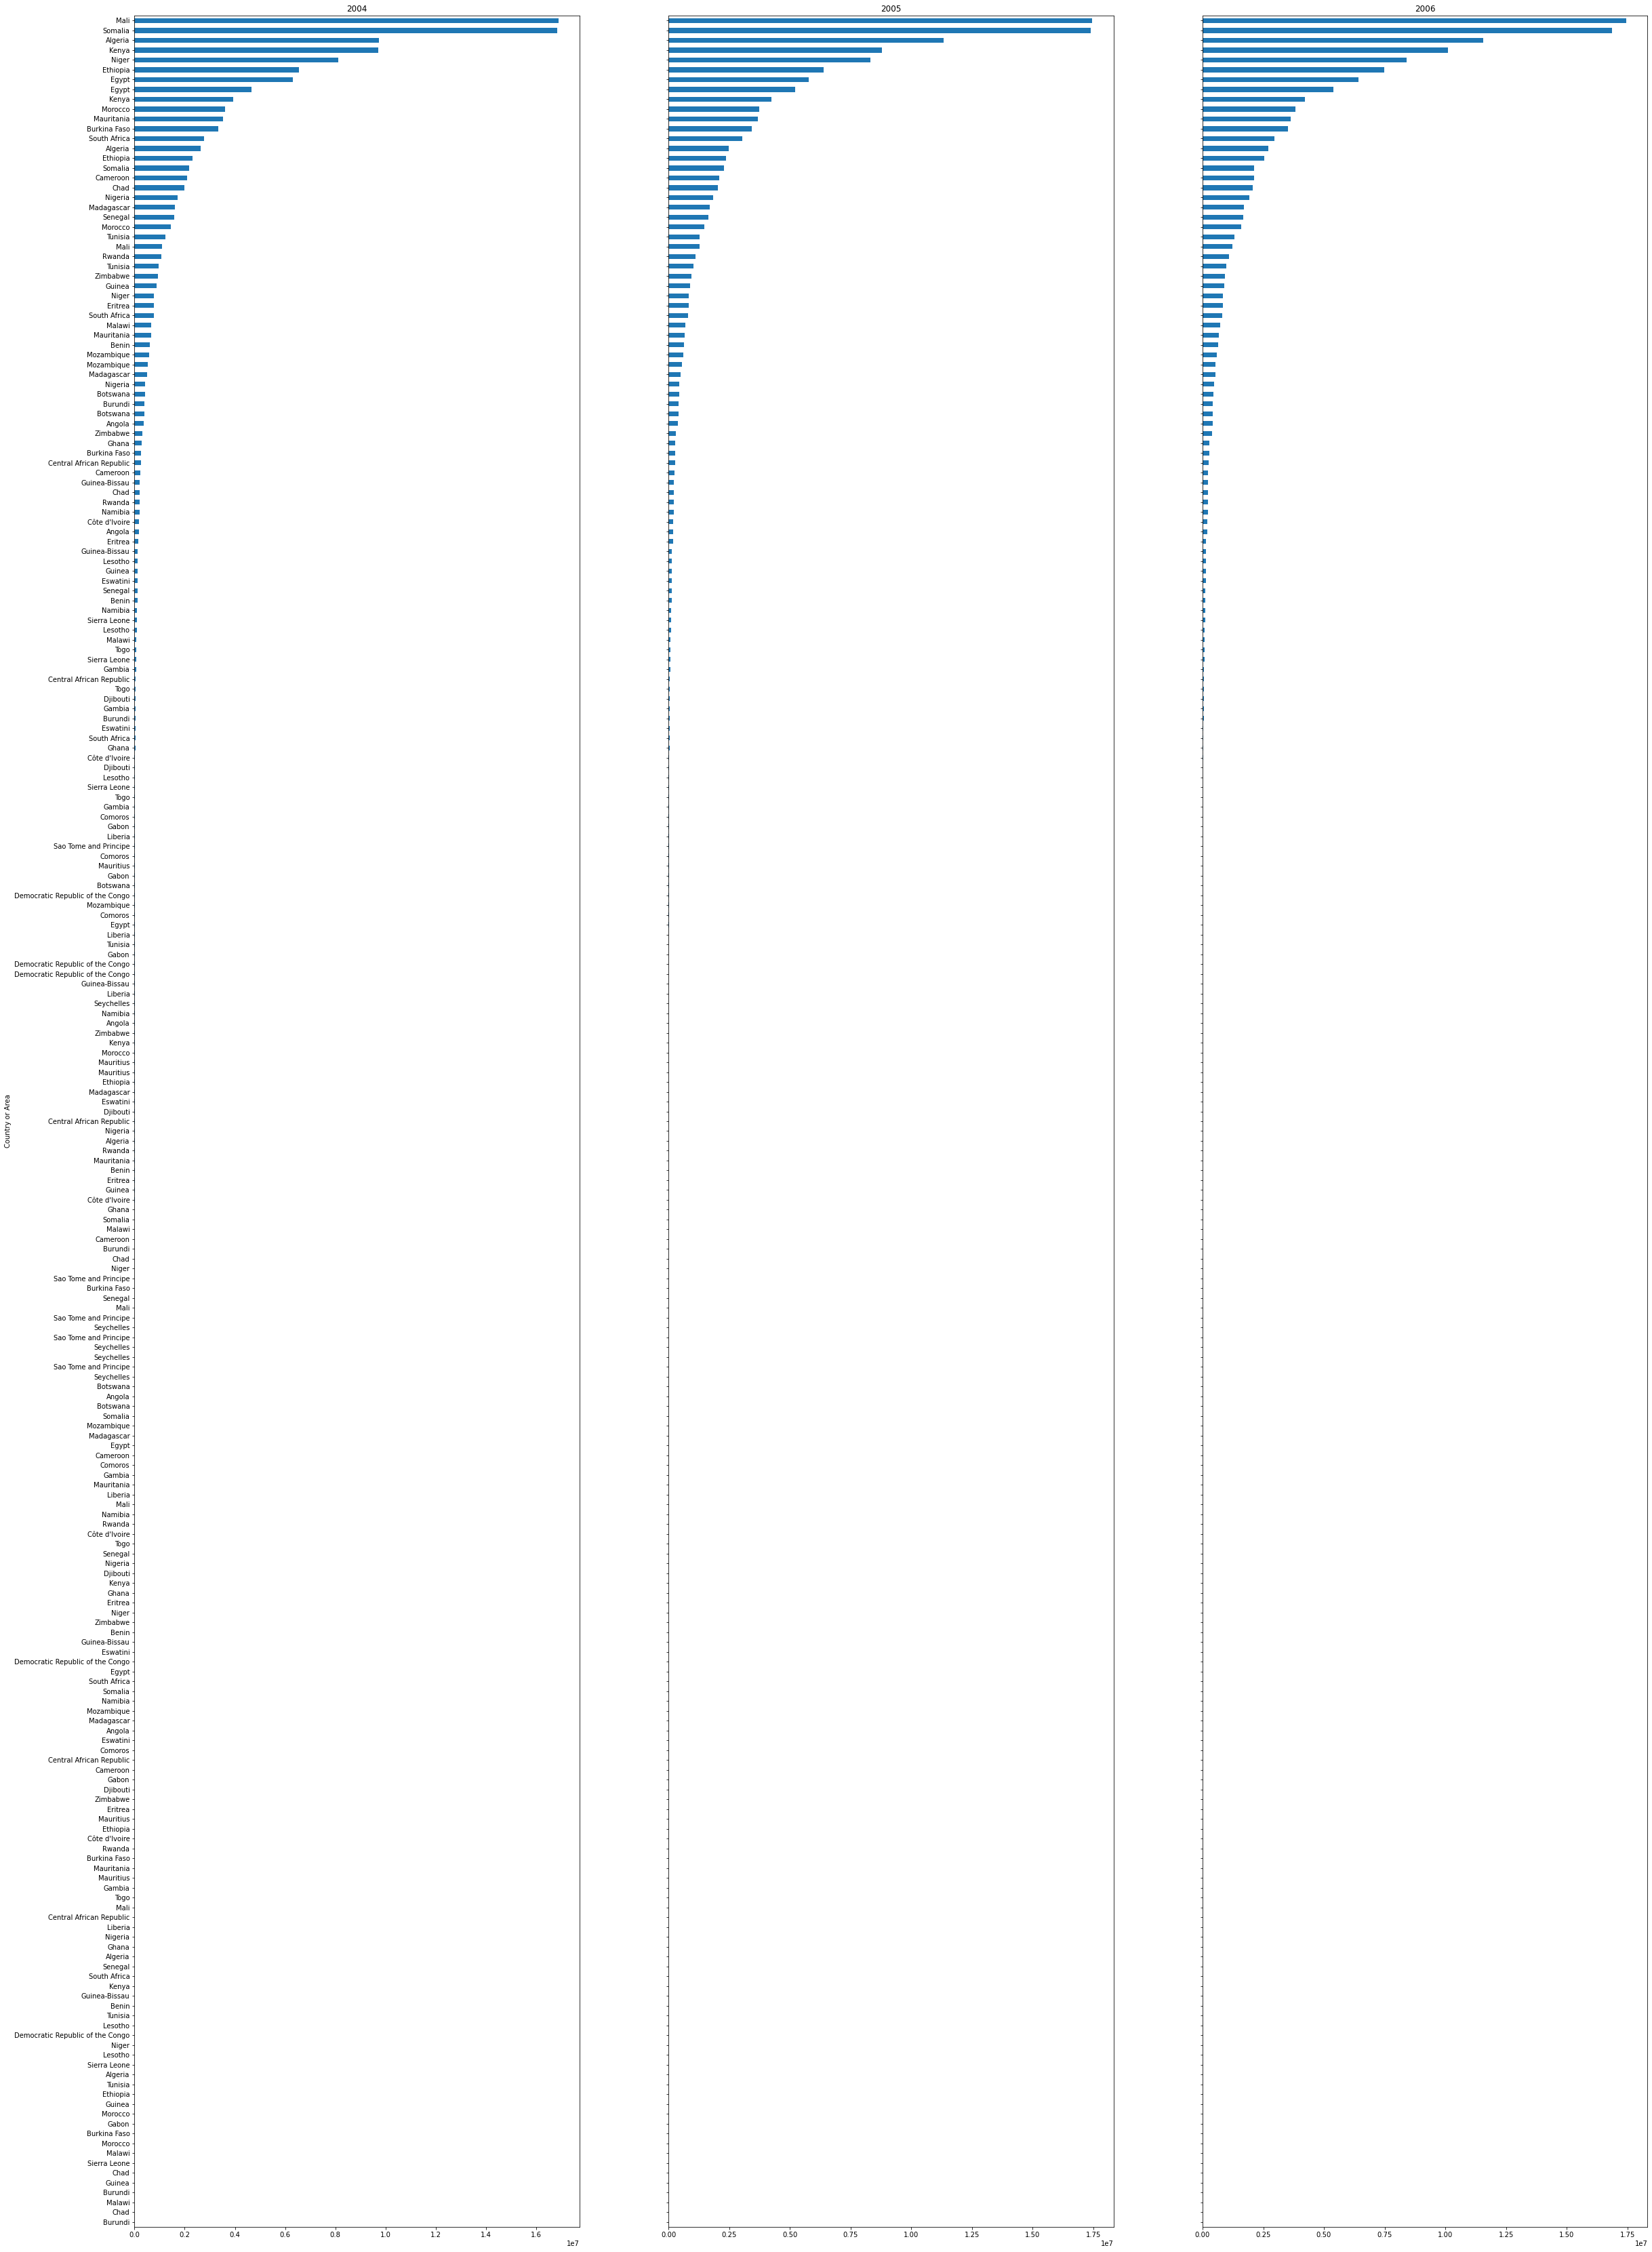 2004
2005
2006
Mali
Somalia
Algeria
Kenya
Niger
Ethiopia
Egypt
Egypt
Kenya
Morocco
Mauritania
Burkina Faso
South Africa
Algeria
Ethiopia
Somalia
Cameroon
Chad
Nigeria
Madagascar
Senegal
Morocco
Tunisia
Mali
Rwanda
Tunisia
Zimbabwe
Guinea
Niger
Eritrea
South Africa
Malawi
Mauritania
Benin
Mozambique
Mozambique
Madagascar
Nigeria
Botswana
Burundi
Botswana
Angola
Zimbabwe
Ghana
Burkina Faso
Central African Republic
Cameroon
Guinea-Bissau
Chad
Rwanda
Namibia
Côte d'Ivoire
Angola
Eritrea
Guinea-Bissau
Lesotho
Guinea
Eswatini
Senegal
Benin
Namibia
Sierra Leone
Lesotho
Malawi
Togo
Sierra Leone
Gambia
Central African Republic
Togo
Djibouti
Gambia
Burundi
Eswatini
South Africa
Ghana
Côte d'Ivoire
Djibouti
Lesotho
Sierra Leone
Togo
Gambia
Comoros
Gabon
Liberia
Sao Tome and Principe
Comoros
Mauritius
Gabon
Botswana
Democratic Republic of the Congo
Mozambique
Comoros
Egypt
Liberia
Tunisia
Gabon
Democratic Republic of the Congo
Democratic Republic of the Congo
Guinea-Bissau
Liberia
Seychelles
Namibia
Angola
Zimbabwe
Kenya
Morocco
Mauritius
Mauritius
Ethiopia
Madagascar
Eswatini
Djibouti
Central African Republic
Nigeria
Algeria
Rwanda
Mauritania
Benin
Eritrea
Guinea
Côte d'Ivoire
Ghana
Somalia
Malawi
Cameroon
Burundi
Chad
Niger
Sao Tome and Principe
Burkina Faso
Senegal
Mali
Sao Tome and Principe
Seychelles
Sao Tome and Principe
Seychelles
Seychelles
Sao Tome and Principe
Seychelles
Botswana
Angola
Botswana
Somalia
Mozambique
Madagascar
Egypt
Cameroon
Comoros
Gambia
Mauritania
Liberia
Mali
Namibia
Rwanda
Côte d'Ivoire
Togo
Senegal
Nigeria
Djibouti
Kenya
Ghana
Eritrea
Niger
Zimbabwe
Benin
Guinea-Bissau
Eswatini
Democratic Republic of the Congo
Egypt
South Africa
Somalia
Namibia
Mozambique
Madagascar
Angola
Eswatini
Comoros
Central African Republic
Cameroon
Gabon
Djibouti
Zimbabwe
Eritrea
Mauritius
Ethiopia
Côte d'Ivoire
Rwanda
Burkina Faso
Mauritania
Mauritius
Gambia
Togo
Mali
Central African Republic
Liberia
Nigeria
Ghana
Algeria
Senegal
South Africa
Kenya
Guinea-Bissau
Benin
Tunisia
Lesotho
Democratic Republic of the Congo
Niger
Lesotho
Sierra Leone
Algeria
Tunisia
Ethiopia
Guinea
Morocco
Gabon
Burkina Faso
Morocco
Malawi
Sierra Leone
Chad
Guinea
Burundi
Malawi
Chad
Burundi
Country or Area
0.0 0.2 0.4 0.6 0.8 1.0 1.2 1.4 1.6
1e7
0.00 0.25 0.50 0.75 1.00 1.25 1.50 1.75
1e7
0.00 0.25 0.50 0.75 1.00 1.25 1.50 1.75
1e7